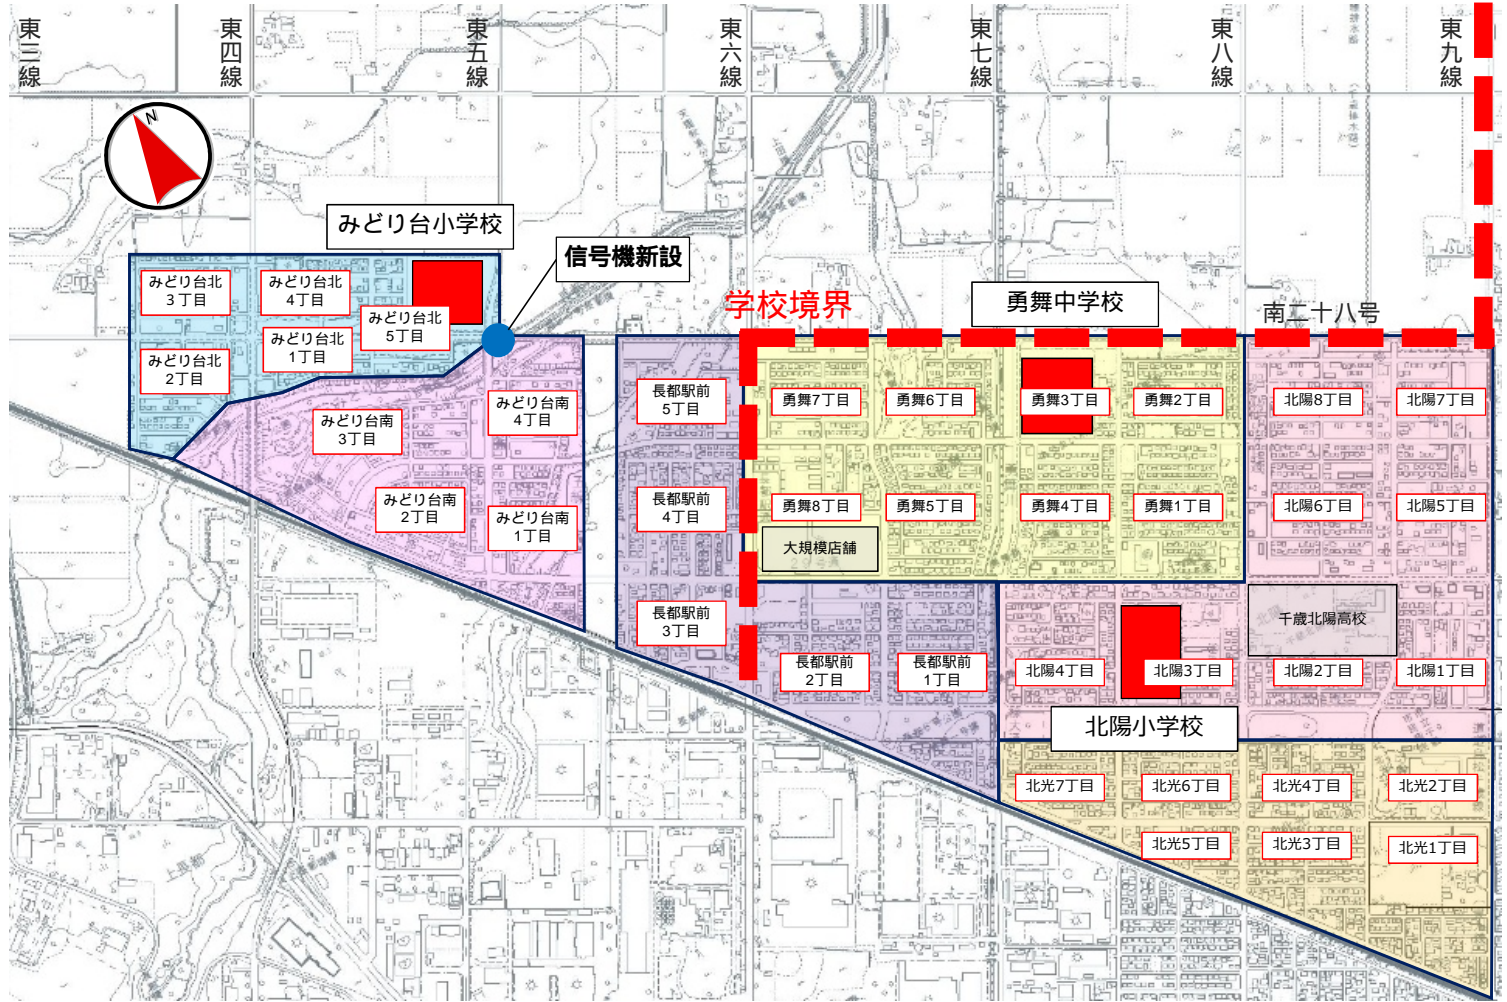 東三線
東四線
東五線
東六線
東七線
東八線
東九線
N
みどり台小学校
信号機新設
学校境界
勇舞中学校
南二十八号
みどり台北
3丁目
みどり台北
4丁目
みどり台北
5丁目
みどり台北
1丁目
みどり台北
2丁目
みどり台南
3丁目
みどり台南
4丁目
みどり台南
2丁目
みどり台南
1丁目
長都駅前
5丁目
長都駅前
4丁目
長都駅前
3丁目
長都駅前
2丁目
長都駅前
1丁目
勇舞7丁目
勇舞6丁目
勇舞3丁目
勇舞2丁目
勇舞8丁目
勇舞5丁目
勇舞4丁目
勇舞1丁目
大規模店舗
北陽8丁目
北陽7丁目
北陽6丁目
北陽5丁目
千歳北陽高校
北陽4丁目
北陽3丁目
北陽2丁目
北陽1丁目
北陽小学校
北光7丁目
北光6丁目
北光4丁目
北光2丁目
北光5丁目
北光3丁目
北光1丁目